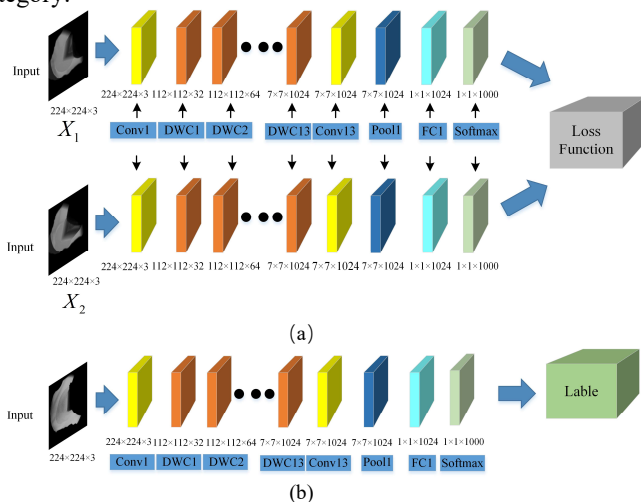 tegory.
Input
224×224×3
X1
224×224×3 112×112×32 112×112×64 7×7×1024 7×7×1024 7×7×1024 1×1×1024 1×1×1000
Conv1 DWC1 DWC2 DWC13 Conv13 Pool1 FC1 Softmax
Loss
Function
Input
224×224×3
X2
224×224×3 112×112×32 112×112×64 7×7×1024 7×7×1024 7×7×1024 1×1×1024 1×1×1000
(a)
Input
224×224×3
224×224×3 112×112×32 112×112×64 7×7×1024 7×7×1024 7×7×1024 1×1×1024 1×1×1000
Conv1 DWC1 DWC2 DWC13 Conv13 Pool1 FC1 Softmax
Lable
(b)